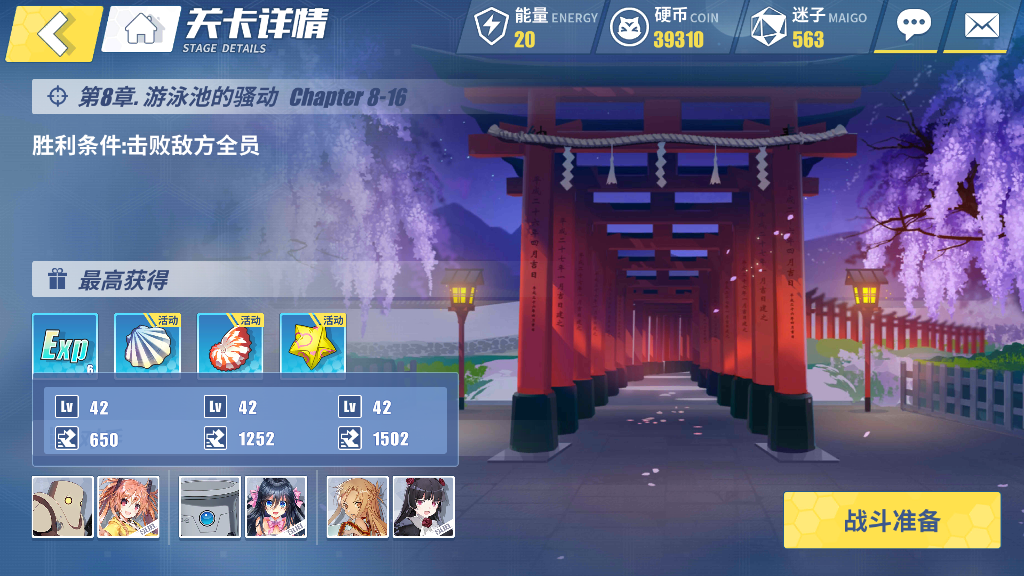 关卡详情
STAGE DETAILS
能量 ENERGY
20
硬币 COIN
39310
迷子 MAIGO
563
第8章.游泳池的骚动 Chapter 8-16
胜利条件:击败敌方全员
最高获得
Exp 6
活动
活动
活动
Lv 42
Lv 42
Lv 42
650
1252
1502
战斗准备